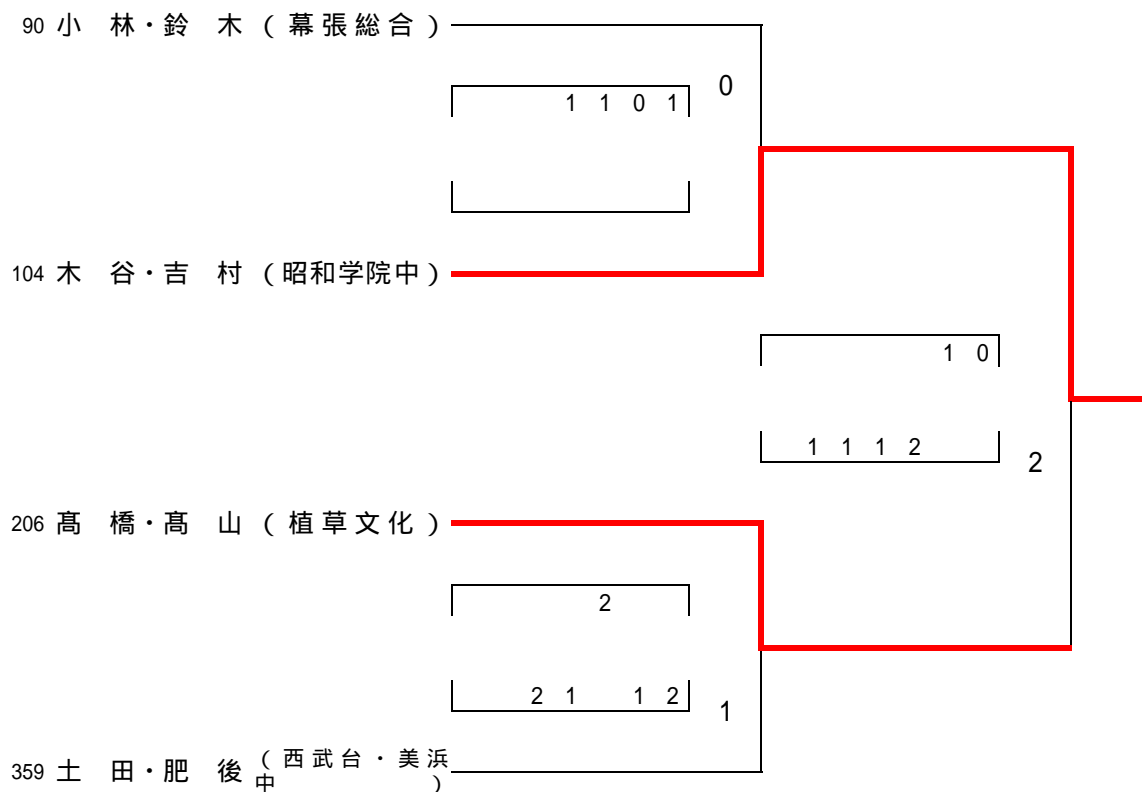 90 小 林・鈴 木 ( 幕 張 総 合 )
0
1 1 0 1
104 木 谷・吉 村 ( 昭和学院中 )
1 0
1 1 1 2
2
206 髙 橋・髙 山 ( 植 草 文 化 )
2
2 1 1 2
1
359 土 田・肥 後 ( 西 武 台 ・ 美 浜
中 )